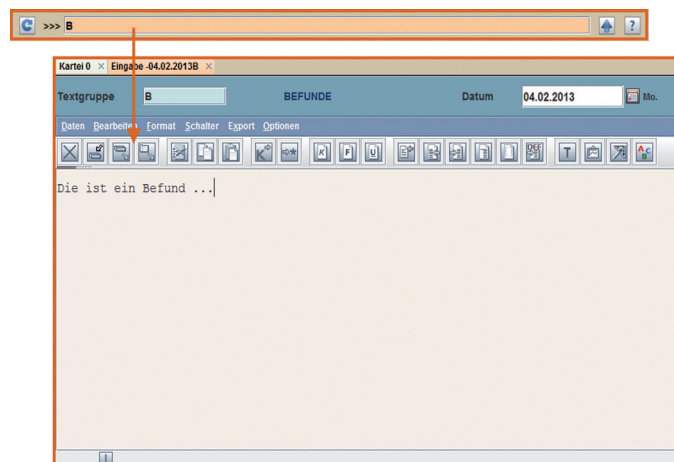 >>> B ?
Kartei 0 × Eingabe -04.02.2013B ×
Textgruppe B BEFUNDE Datum 04.02.2013 Mo.
Daten Bearbeiten Format Schalter Export Optionen
K K F U DEF T A B C
Die ist ein Befund ...